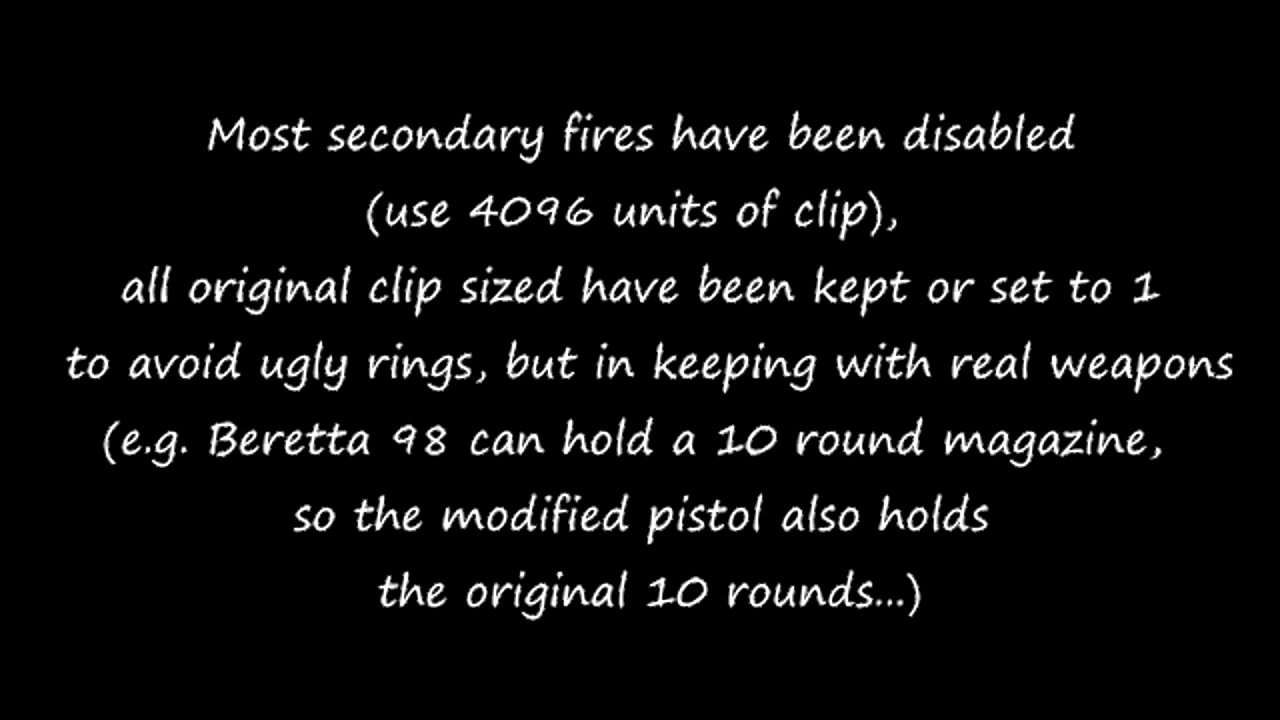 Most secondary fires have been disabled
(use 4096 units of clip),
all original clip sized have been kept or set to 1
to avoid ugly rings, but in keeping with real weapons
(e.g. Beretta 98 can hold a 10 round magazine,
so the modified pistol also holds
the original 10 rounds...)